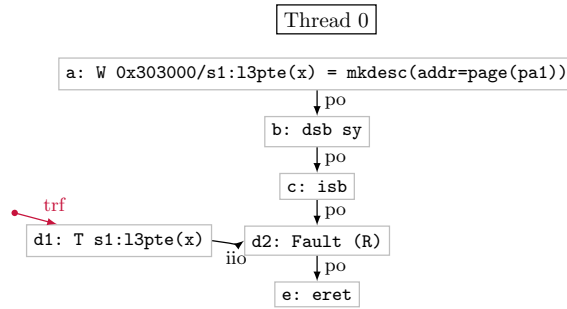 Thread 0
a: W 0x303000/s1:l3pte(x) = mkdesc(addr=page(pa1))
po
b: dsb sy
po
c: isb
po
trf
d1: T s1:l3pte(x)
iio
d2: Fault (R)
po
e: eret